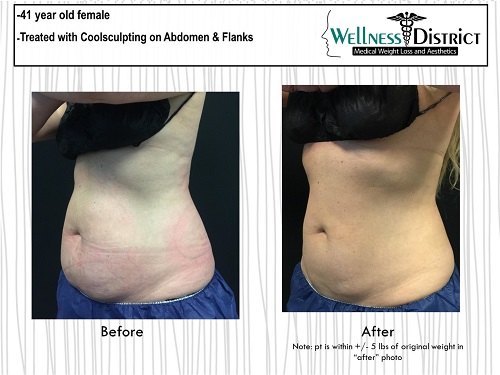 -41 year old female
-Treated with Coolsculpting on Abdomen & Flanks
WELLNESS DISTRICT
Medical Weight Loss and Aesthetics
Before
After
Note: pt is within +/- 5 lbs of original weight in
"after" photo